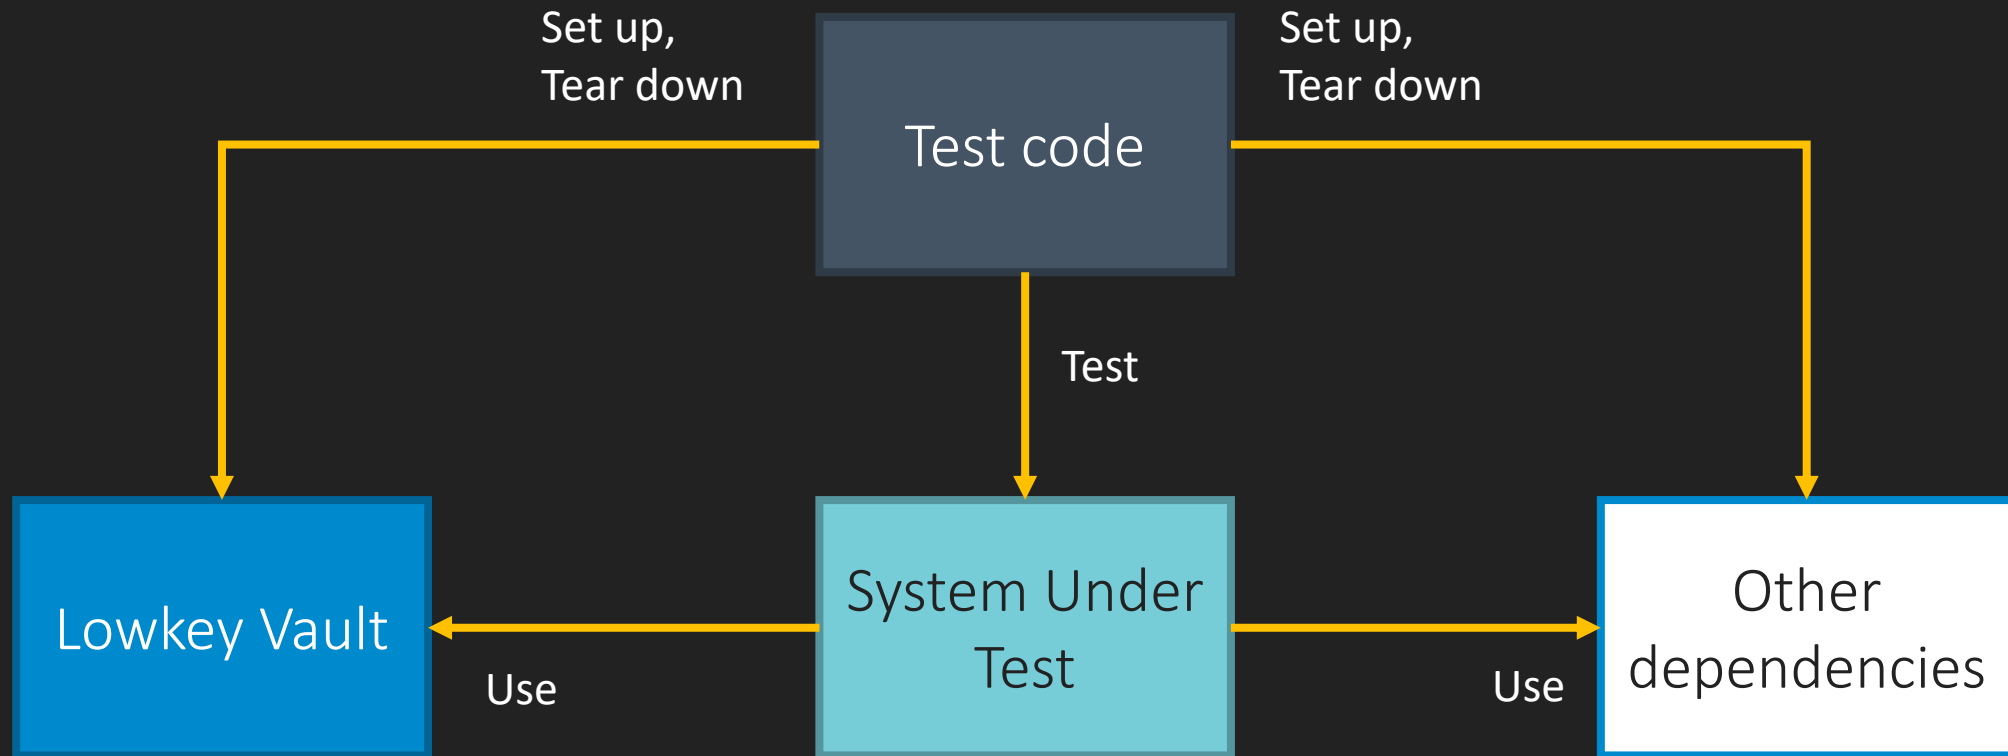 Set up,
Tear down
Test code
Set up,
Tear down
Test
Lowkey Vault
Use
System Under
Test
Use
Other
dependencies